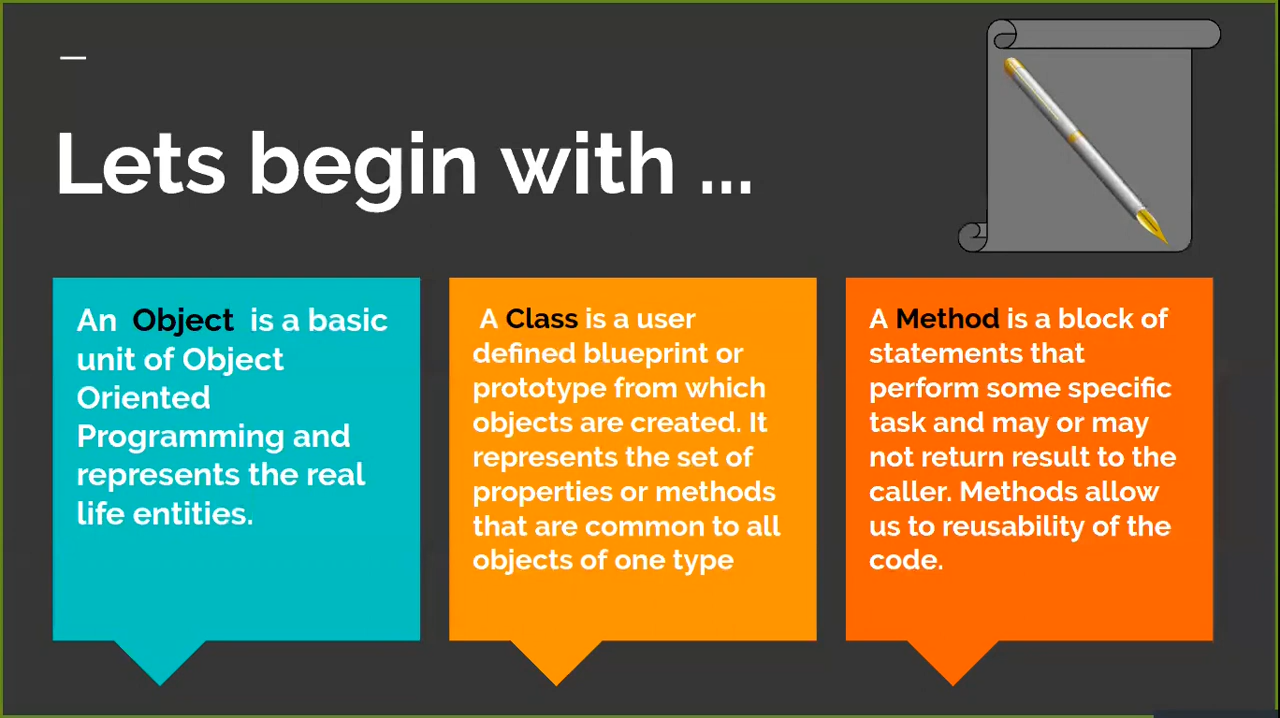 Lets begin with ...
An Object is a basic
unit of Object
Oriented
Programming and
represents the real
life entities.
A Class is a user
defined blueprint or
prototype from which
objects are created. It
represents the set of
properties or methods
that are common to all
objects of one type
A Method is a block of
statements that
perform some specific
task and may or may
not return result to the
caller. Methods allow
us to reusability of the
code.